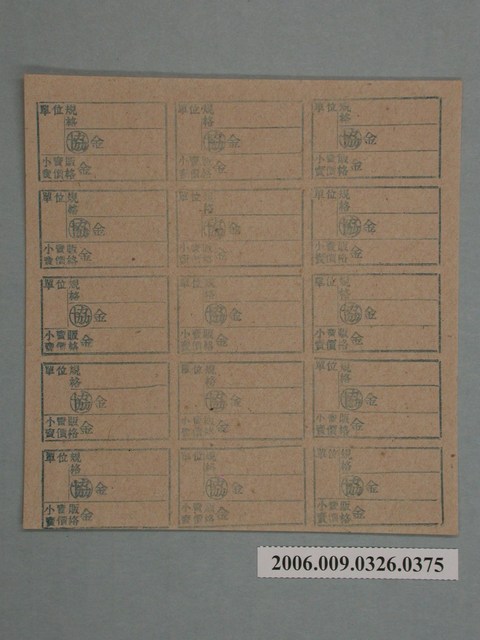 單位規格
協 金
小賣販賣價格 金
單位規格
協 金
小賣販賣價格 金
單位規格
協 金
小賣販賣價格 金
單位規格
協 金
小賣販賣價格 金
單位規格
協 金
小賣販賣價格 金
單位規格
協 金
小賣販賣價格 金
單位規格
協 金
小賣販賣價格 金
單位規格
協 金
小賣販賣價格 金
單位規格
協 金
小賣販賣價格 金
單位規格
協 金
小賣販賣價格 金
單位規格
協 金
小賣販賣價格 金
單位規格
協 金
小賣販賣價格 金
單位規格
協 金
小賣販賣價格 金
單位規格
協 金
小賣販賣價格 金
單位規格
協 金
小賣販賣價格 金
2006.009.0326.0375